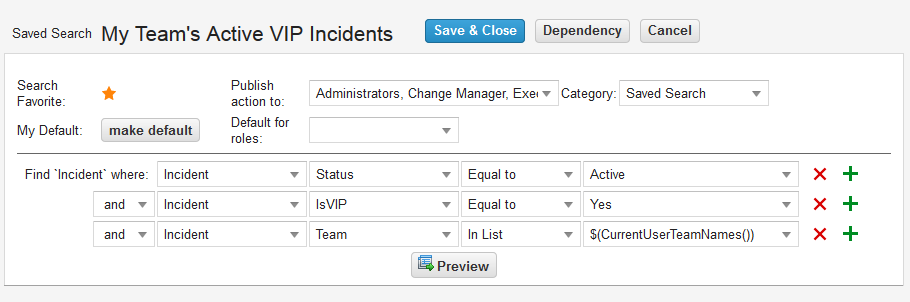 Saved Search My Team's Active VIP Incidents Save & Close Dependency Cancel
Search Favorite:
Publish action to: Administrators, Change Manager, Exec
Category: Saved Search
My Default: make default
Default for roles:
Find `Incident` where: Incident Status Equal to Active
and Incident IsVIP Equal to Yes
and Incident Team In List $(CurrentUserTeamNames())
Preview